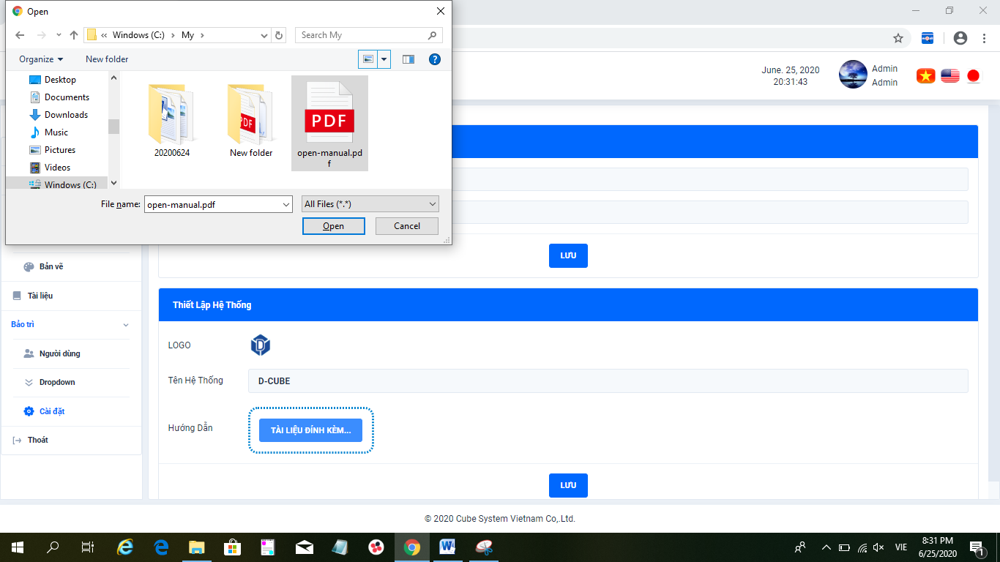 Open
Windows (C:)
My
Search My
Organize
New folder
Desktop
Documents
Downloads
Music
Pictures
Videos
Windows (C:)
20200624
PDF
New folder
PDF
open-manual.pd
f
File name:
open-manual.pdf
All Files (*.*)
Open
Cancel
June. 25, 2020
20:31:43
Admin
Admin
LƯU
Bản vẽ
Tài liệu
Bảo trì
Người dùng
Dropdown
Cài đặt
Thoát
Thiết Lập Hệ Thống
LOGO
D
Tên Hệ Thống
D-CUBE
Hướng Dẫn
TÀI LIỆU ĐÍNH KÈM...
LƯU
© 2020 Cube System Vietnam Co,.Ltd.
VIE
8:31 PM
6/25/2020
1